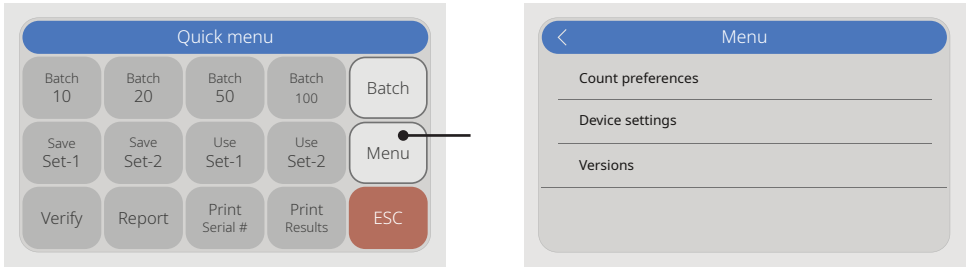 Quick menu
Batch Batch Batch Batch Batch
10 20 50 100
Save Save Use Use Menu
Set-1 Set-2 Set-1 Set-2
Verify Report Print Print ESC
Serial # Results
Menu
Count preferences
Device settings
Versions